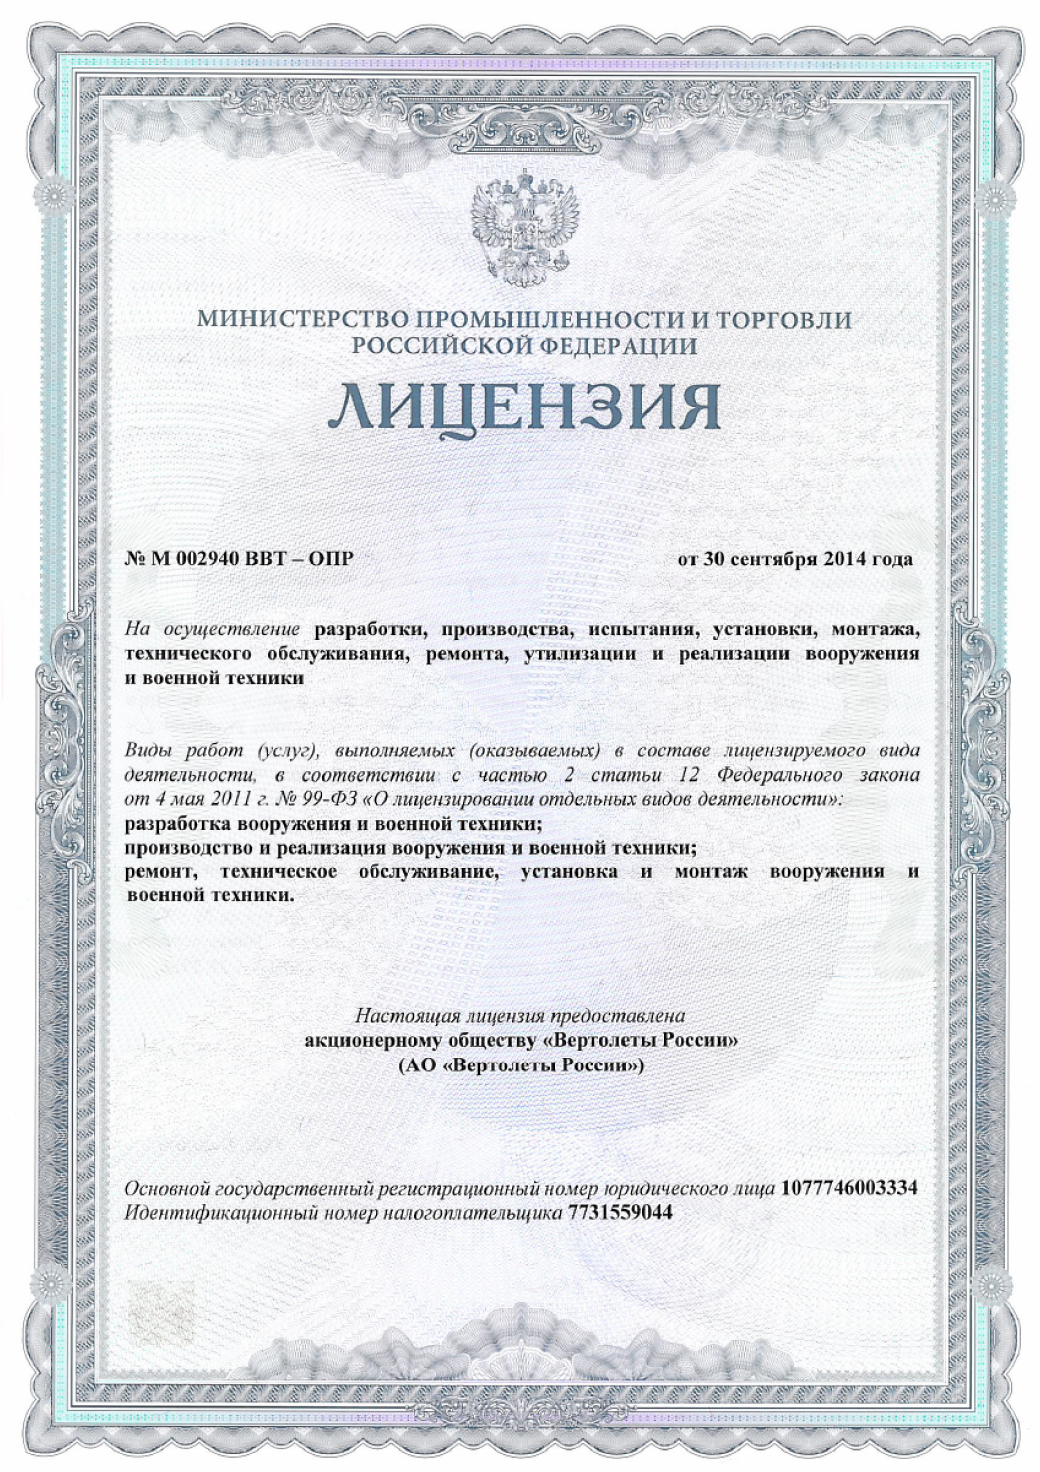 МИНИСТЕРСТВО ПРОМЫШЛЕННОСТИ И ТОРГОВЛИ
РОССИЙСКОЙ ФЕДЕРАЦИИ
ЛИЦЕНЗИЯ
№ М 002940 ВВТ – ОПР от 30 сентября 2014 года
На осуществление разработки, производства, испытания, установки, монтажа,
технического обслуживания, ремонта, утилизации и реализации вооружения
и военной техники
Виды работ (услуг), выполняемых (оказываемых) в составе лицензируемого вида
деятельности, в соответствии с частью 2 статьи 12 Федерального закона
от 4 мая 2011 г. № 99-ФЗ «О лицензировании отдельных видов деятельности»:
разработка вооружения и военной техники;
производство и реализация вооружения и военной техники;
ремонт, техническое обслуживание, установка и монтаж вооружения и
военной техники.
Настоящая лицензия предоставлена
акционерному обществу «Вертолеты России»
(АО «Вертолеты России»)
Основной государственный регистрационный номер юридического лица 1077746003334
Идентификационный номер налогоплательщика 7731559044